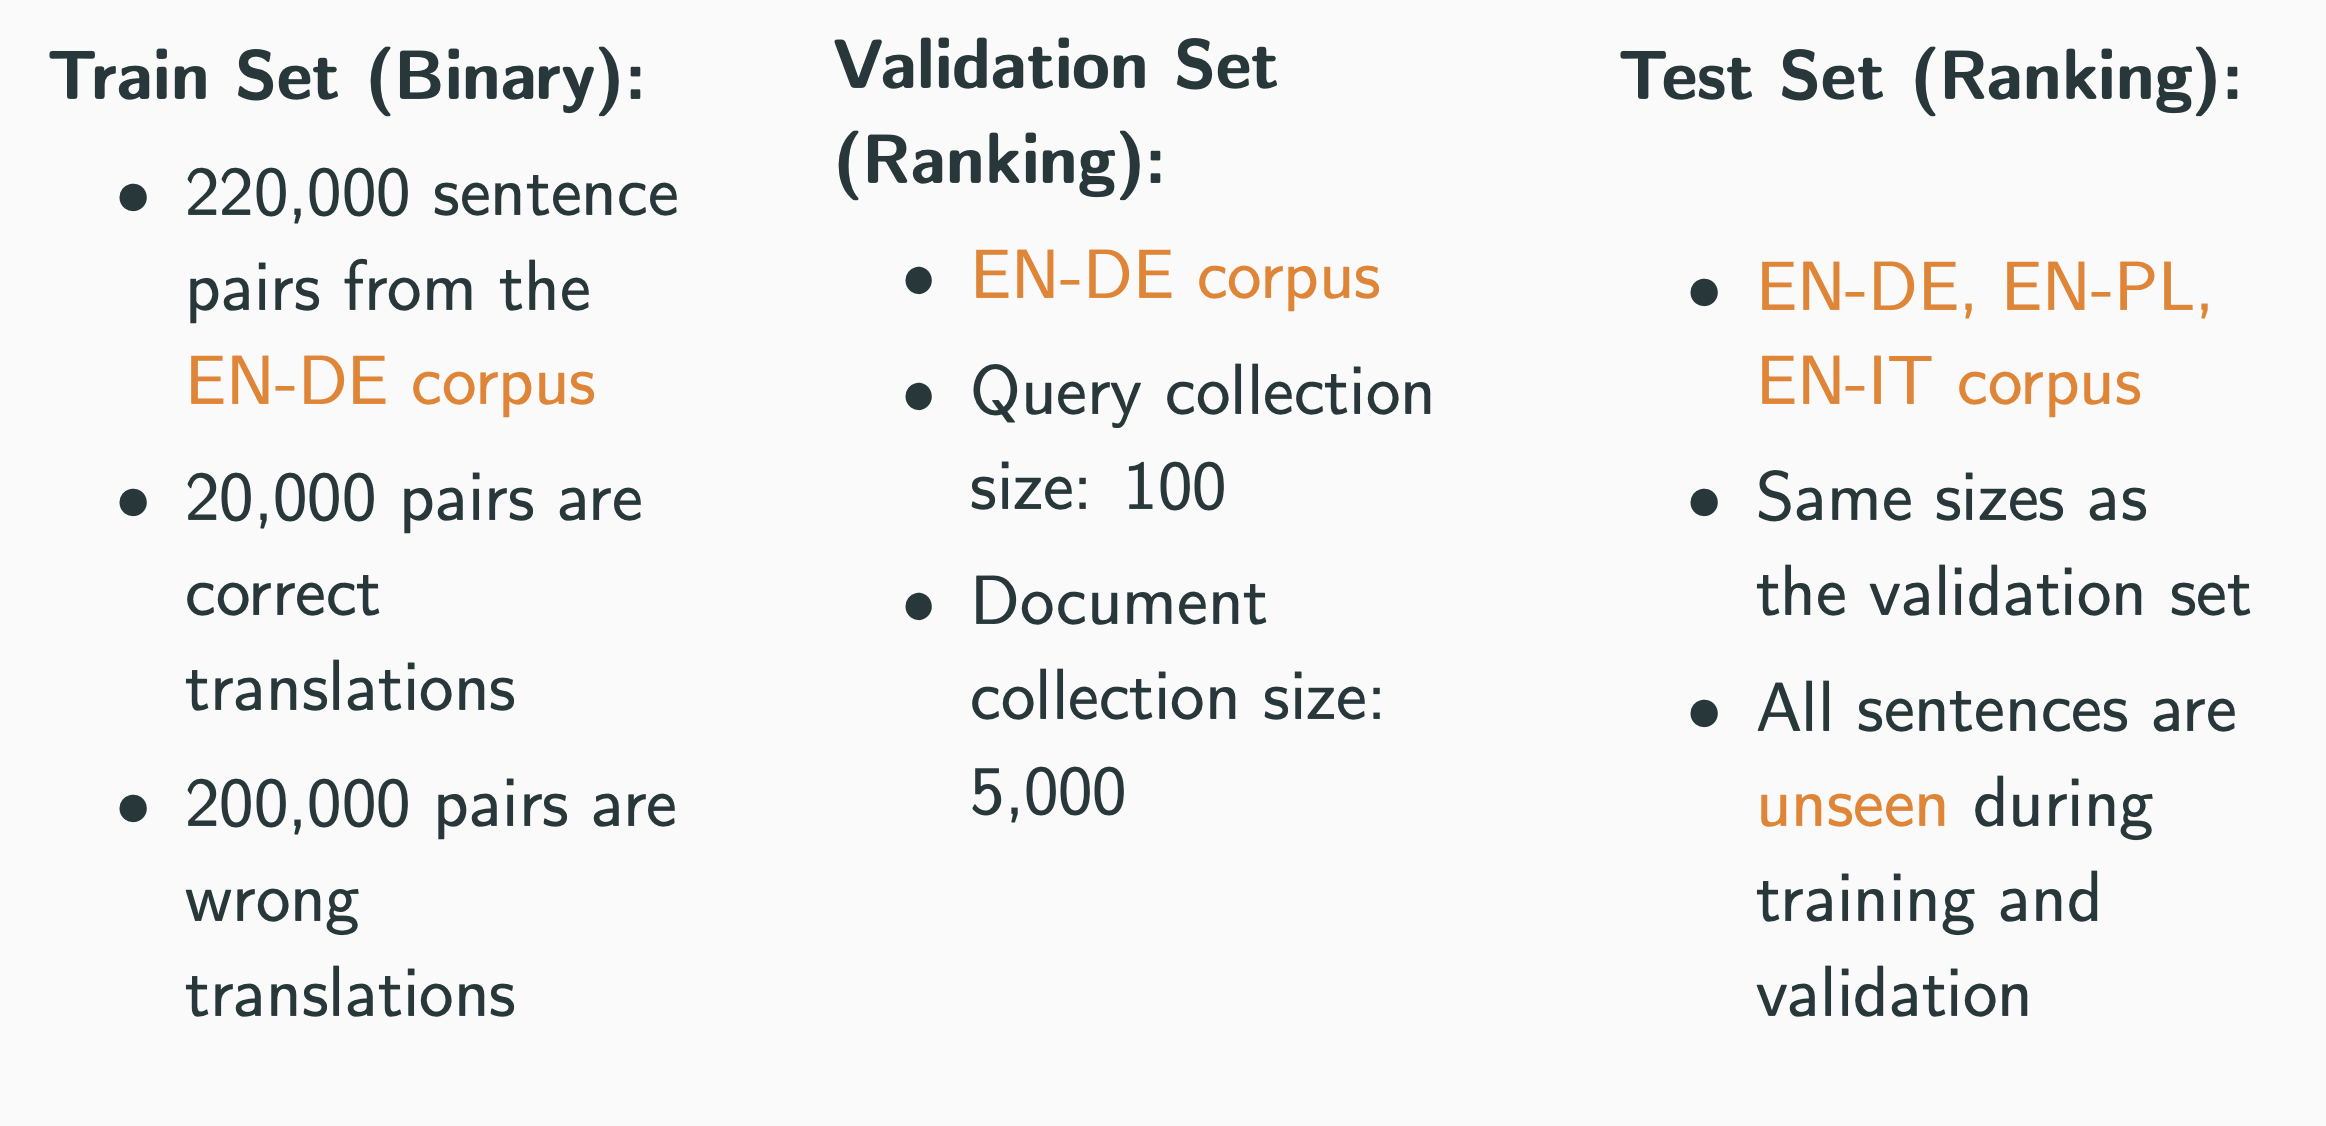 Train Set (Binary):
• 220,000 sentence
pairs from the
EN-DE corpus
• 20,000 pairs are
correct
translations
• 200,000 pairs are
wrong
translations
Validation Set
(Ranking):
• EN-DE corpus
• Query collection
size: 100
• Document
collection size:
5,000
Test Set (Ranking):
• EN-DE, EN-PL,
EN-IT corpus
• Same sizes as
the validation set
• All sentences are
unseen during
training and
validation